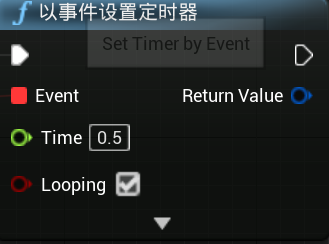 以事件设置定时器
Set Timer by Event
Event
Return Value
Time 0.5
Looping